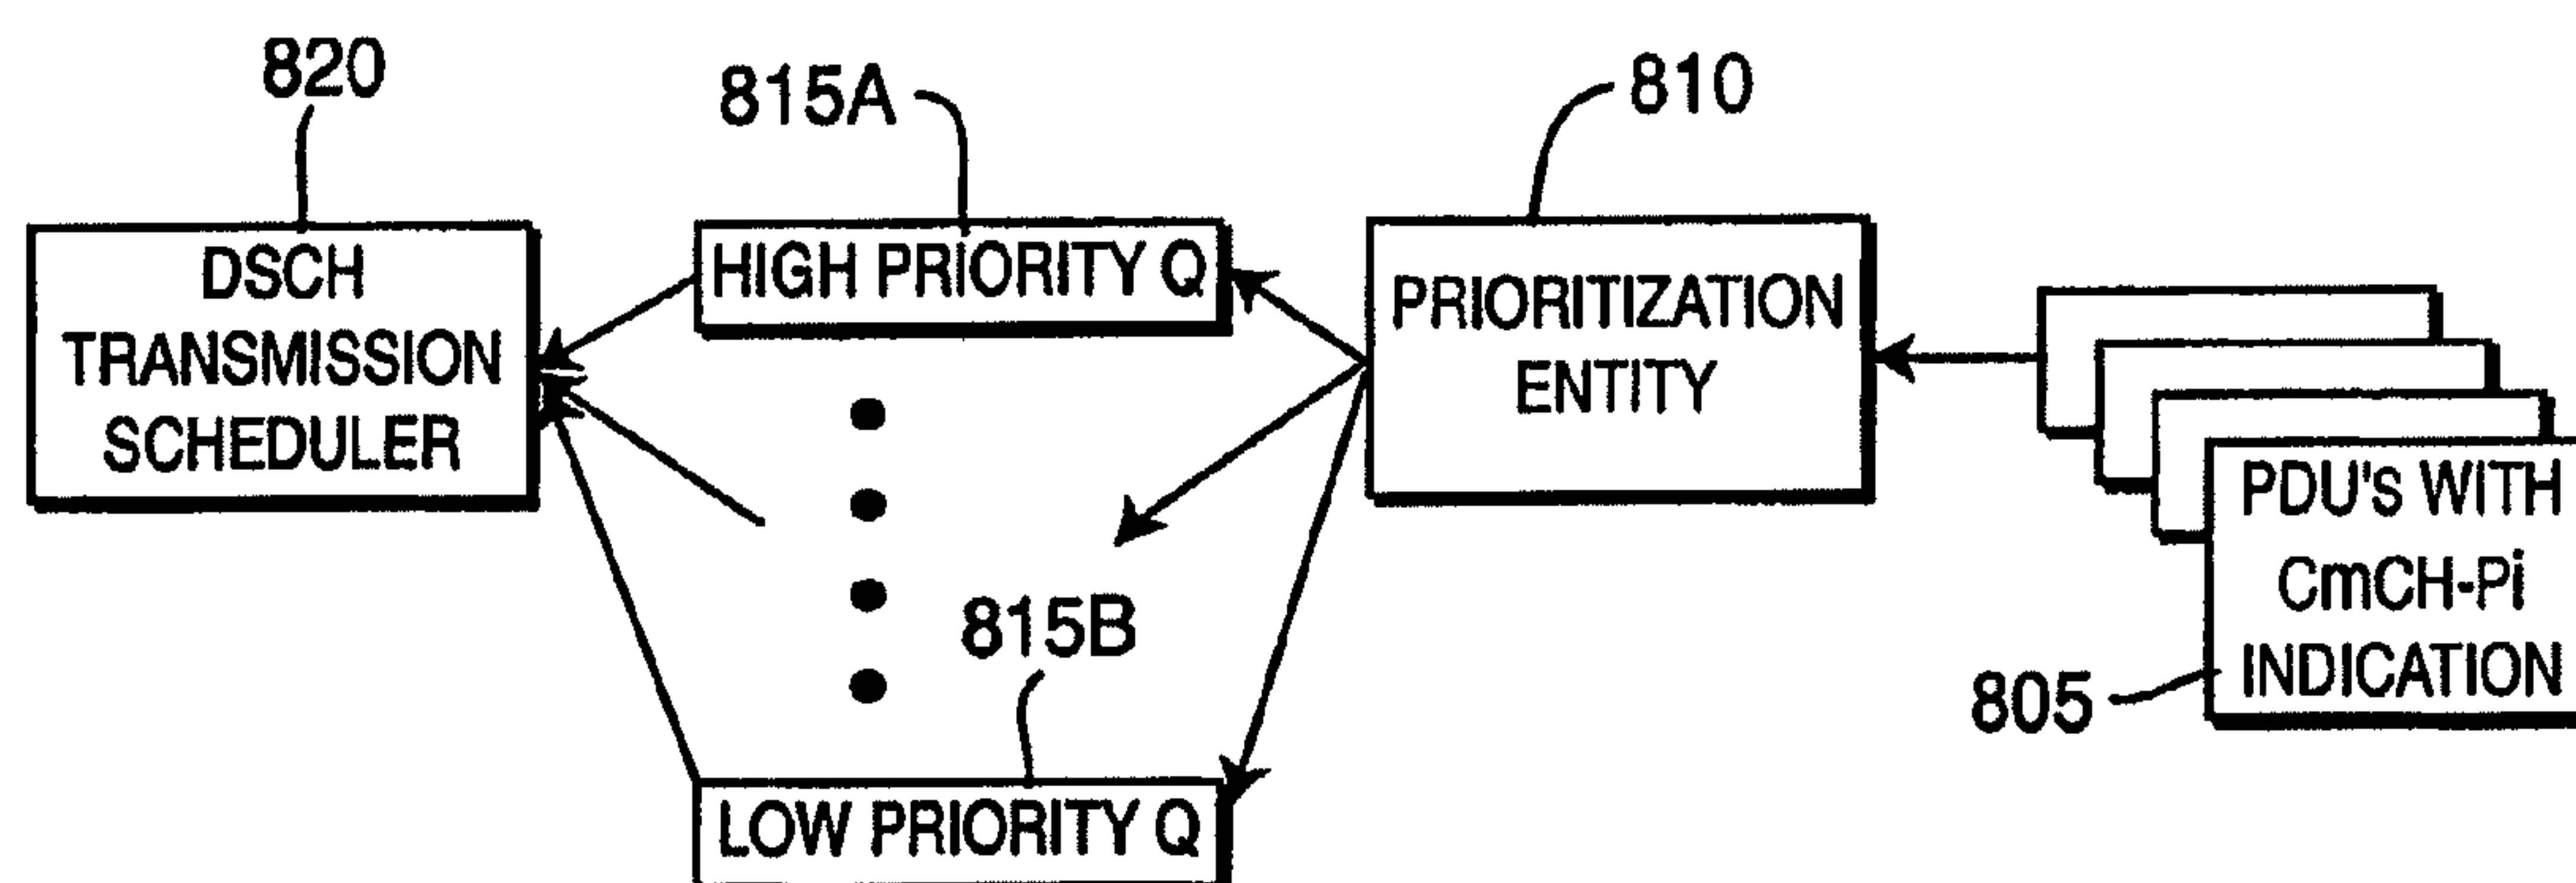 820
815A
810
DSCH
TRANSMISSION
SCHEDULER
HIGH PRIORITY Q
PRIORITIZATION
ENTITY
PDU's WITH
CmCH-Pi
INDICATION
805
815B
LOW PRIORITY Q